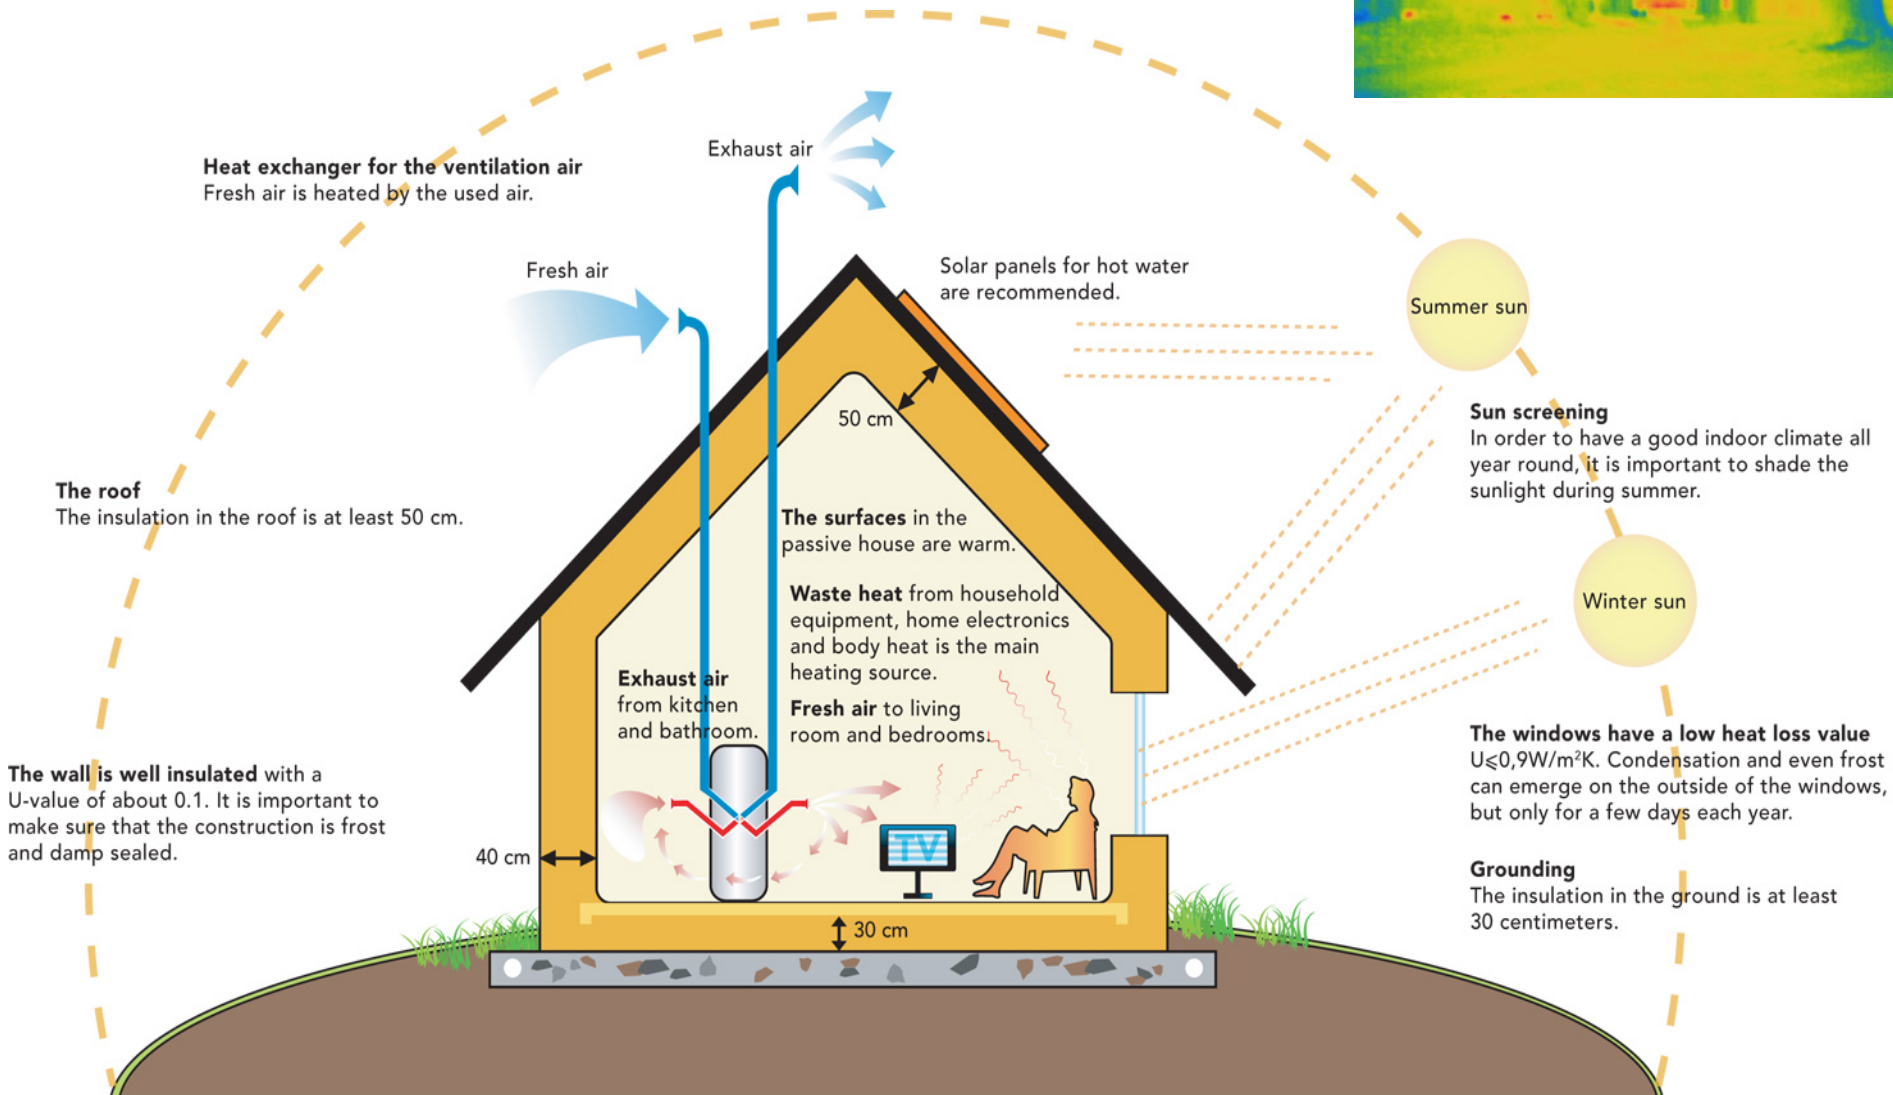 Exhaust air
Heat exchanger for the ventilation air
Fresh air is heated by the used air.
Fresh air
Solar panels for hot water
are recommended.
Summer sun
50 cm
Sun screening
In order to have a good indoor climate all
year round, it is important to shade the
sunlight during summer.
The roof
The insulation in the roof is at least 50 cm.
The surfaces in the
passive house are warm.
Waste heat from household
equipment, home electronics
and body heat is the main
heating source.
Winter sun
Exhaust air
from kitchen
and bathroom.
Fresh air to living
room and bedrooms.
The windows have a low heat loss value
U⩽0,9W/m²K. Condensation and even frost
can emerge on the outside of the windows,
but only for a few days each year.
The wall is well insulated with a
U-value of about 0.1. It is important to
make sure that the construction is frost
and damp sealed.
40 cm
TV
Grounding
The insulation in the ground is at least
30 centimeters.
30 cm